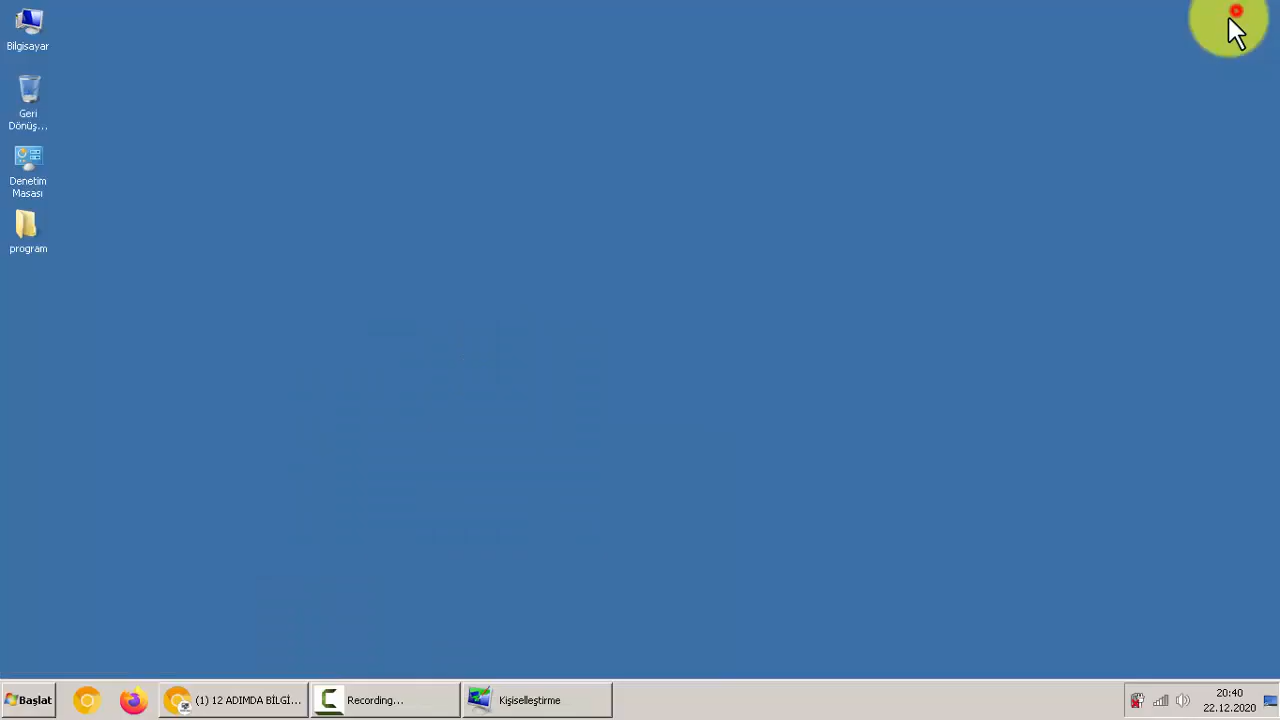 Bilgisayar
Geri
Dönüş...
Denetim
Masası
program
Başlat
(1) 12 ADIMDA BİLGİ...
Recording...
Kişiselleştirme
20:40
22.12.2020